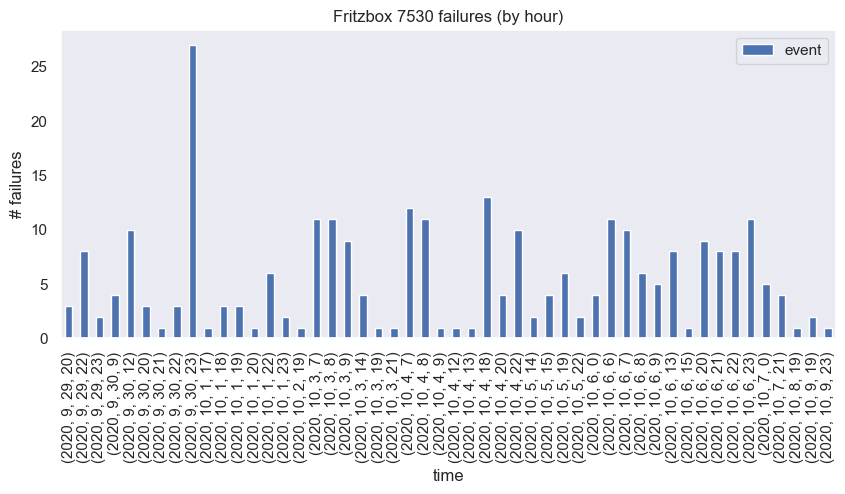 Fritzbox 7530 failures (by hour)
event
# failures
25
20
15
10
5
0
(2020, 9, 29, 20)
(2020, 9, 29, 22)
(2020, 9, 29, 23)
(2020, 9, 30, 9)
(2020, 9, 30, 12)
(2020, 9, 30, 20)
(2020, 9, 30, 21)
(2020, 9, 30, 22)
(2020, 9, 30, 23)
(2020, 10, 1, 17)
(2020, 10, 1, 18)
(2020, 10, 1, 19)
(2020, 10, 1, 20)
(2020, 10, 1, 22)
(2020, 10, 1, 23)
(2020, 10, 2, 19)
(2020, 10, 3, 7)
(2020, 10, 3, 8)
(2020, 10, 3, 9)
(2020, 10, 3, 14)
(2020, 10, 3, 19)
(2020, 10, 3, 21)
(2020, 10, 4, 7)
(2020, 10, 4, 8)
(2020, 10, 4, 9)
(2020, 10, 4, 12)
(2020, 10, 4, 13)
(2020, 10, 4, 18)
(2020, 10, 4, 20)
(2020, 10, 4, 22)
(2020, 10, 5, 14)
(2020, 10, 5, 15)
(2020, 10, 5, 19)
(2020, 10, 5, 22)
(2020, 10, 6, 0)
(2020, 10, 6, 6)
(2020, 10, 6, 7)
(2020, 10, 6, 8)
(2020, 10, 6, 9)
(2020, 10, 6, 13)
(2020, 10, 6, 15)
(2020, 10, 6, 20)
(2020, 10, 6, 21)
(2020, 10, 6, 22)
(2020, 10, 6, 23)
(2020, 10, 7, 0)
(2020, 10, 7, 21)
(2020, 10, 8, 19)
(2020, 10, 9, 19)
(2020, 10, 9, 23)
time